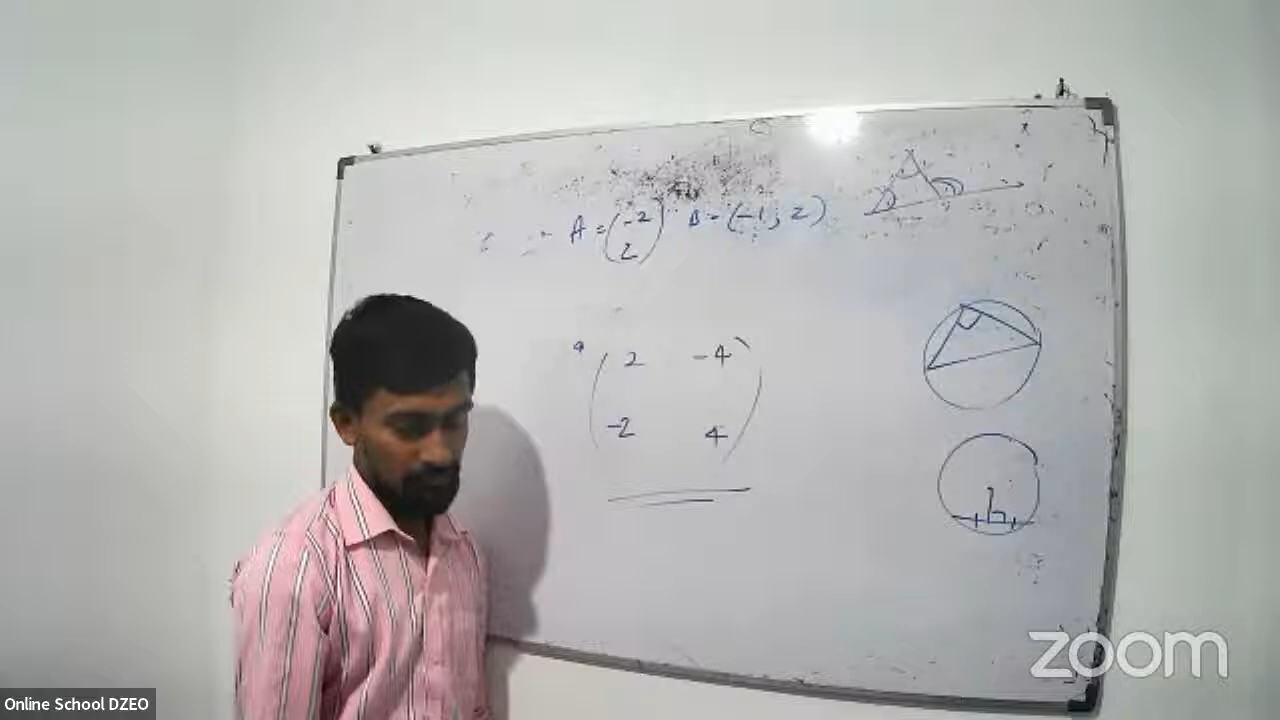 A = (-2 2) B = (-1, 2)
(2 -4
-2 4)
zoom
Online School DZEO